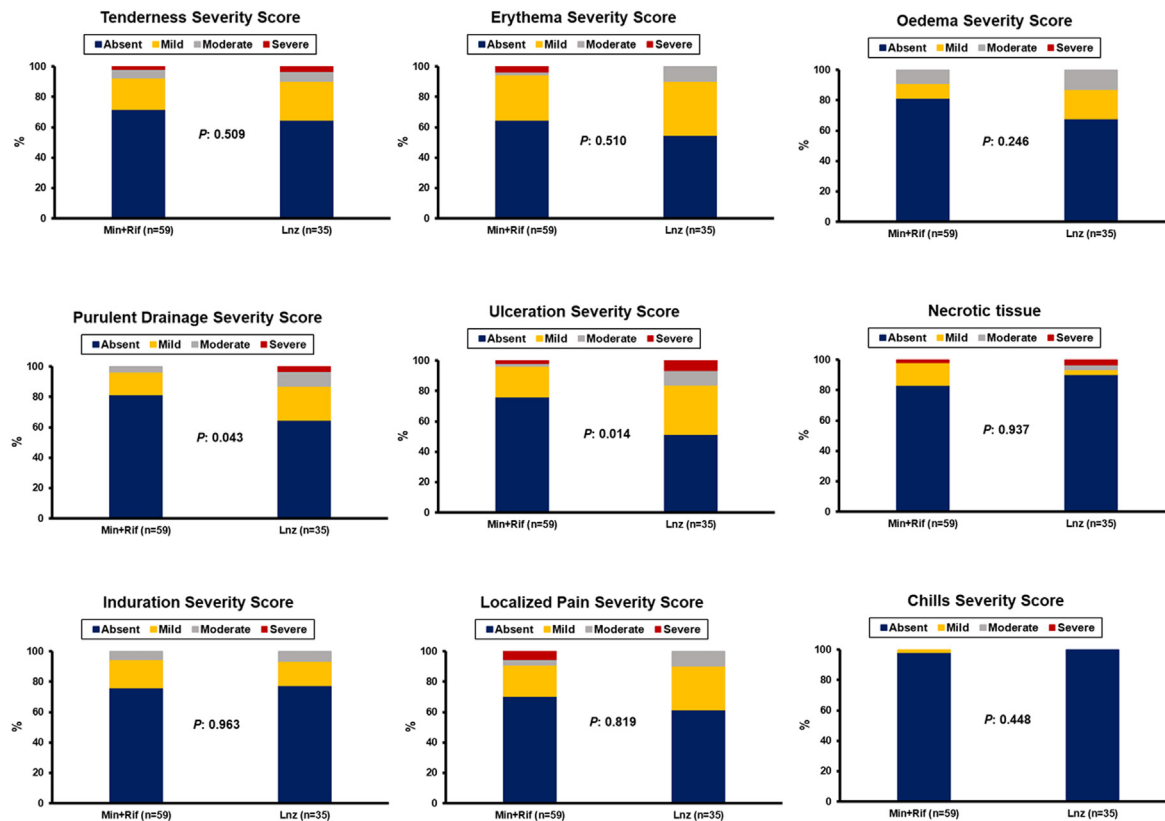 Tenderness Severity Score
Absent Mild Moderate Severe
100
80
60
40
20
0
%
P: 0.509
Min+Rif (n=59) Lnz (n=35)
Erythema Severity Score
Absent Mild Moderate Severe
100
80
60
40
20
0
%
P: 0.510
Min+Rif (n=59) Lnz (n=35)
Oedema Severity Score
Absent Mild Moderate Severe
100
80
60
40
20
0
%
P: 0.246
Min+Rif (n=59) Lnz (n=35)
Purulent Drainage Severity Score
Absent Mild Moderate Severe
100
80
60
40
20
0
%
P: 0.043
Min+Rif (n=59) Lnz (n=35)
Ulceration Severity Score
Absent Mild Moderate Severe
100
80
60
40
20
0
%
P: 0.014
Min+Rif (n=59) Lnz (n=35)
Necrotic tissue
Absent Mild Moderate Severe
100
80
60
40
20
0
%
P: 0.937
Min+Rif (n=59) Lnz (n=35)
Induration Severity Score
Absent Mild Moderate Severe
100
80
60
40
20
0
%
P: 0.963
Min+Rif (n=59) Lnz (n=35)
Localized Pain Severity Score
Absent Mild Moderate Severe
100
80
60
40
20
0
%
P: 0.819
Min+Rif (n=59) Lnz (n=35)
Chills Severity Score
Absent Mild Moderate Severe
100
80
60
40
20
0
%
P: 0.448
Min+Rif (n=59) Lnz (n=35)